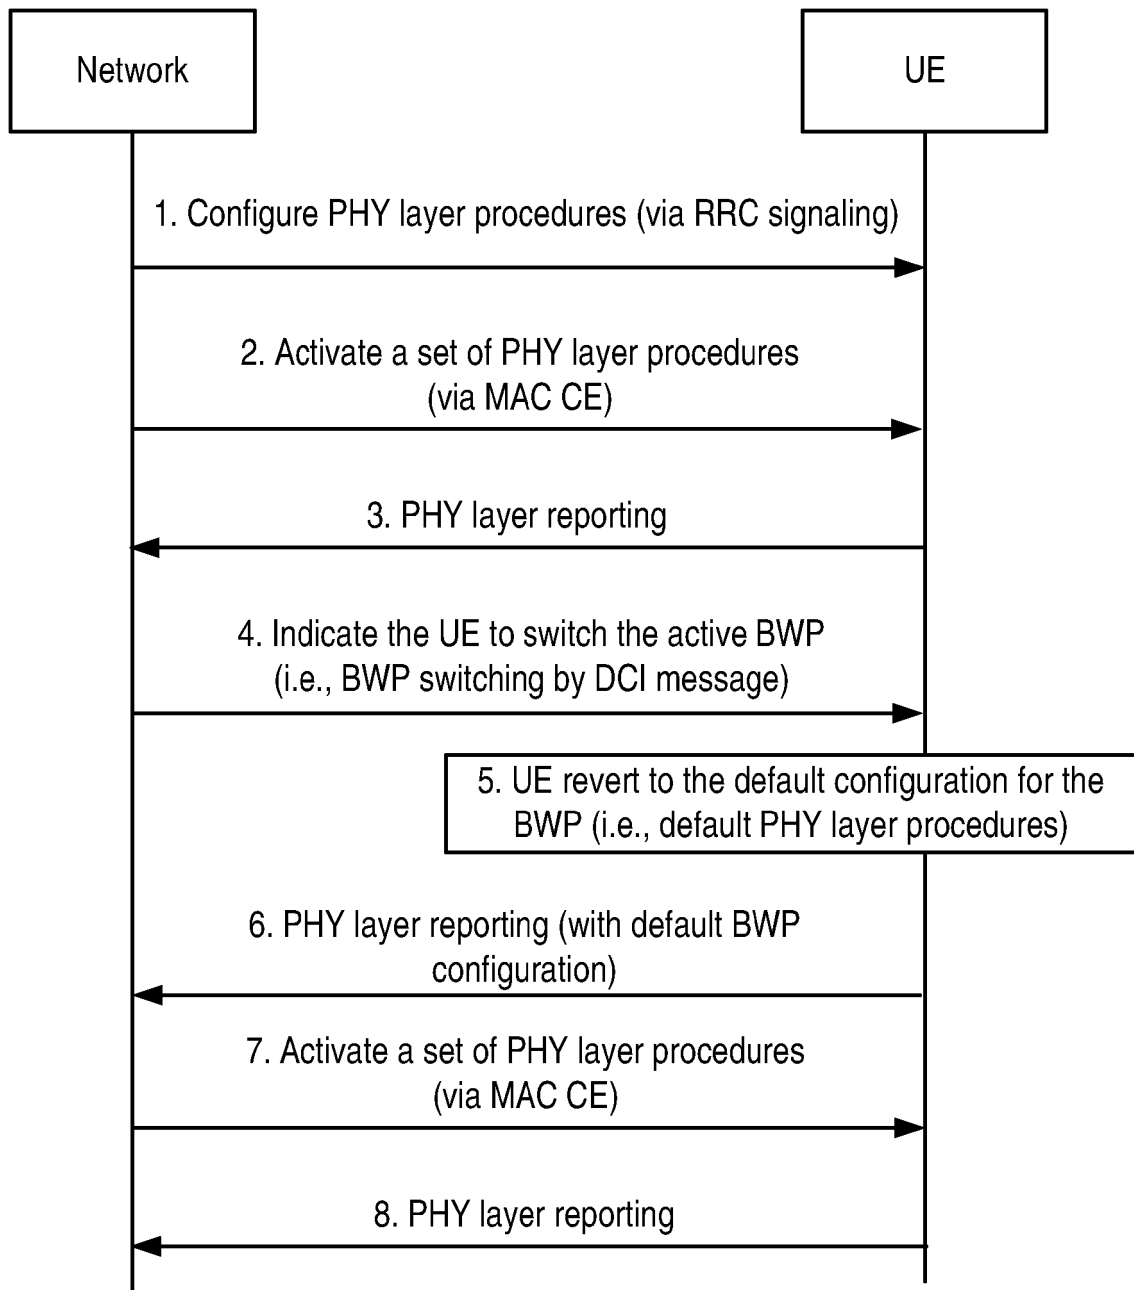 Network
UE
1. Configure PHY layer procedures (via RRC signaling)
2. Activate a set of PHY layer procedures
(via MAC CE)
3. PHY layer reporting
4. Indicate the UE to switch the active BWP
(i.e., BWP switching by DCI message)
5. UE revert to the default configuration for the
BWP (i.e., default PHY layer procedures)
6. PHY layer reporting (with default BWP
configuration)
7. Activate a set of PHY layer procedures
(via MAC CE)
8. PHY layer reporting